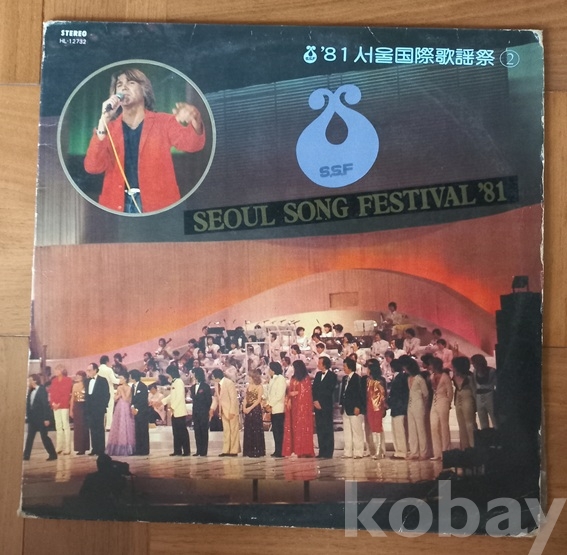 STEREO
HL-12732
'81 서울国際歌謡祭 ②
S.S.F
SEOUL SONG FESTIVAL '81
kobay